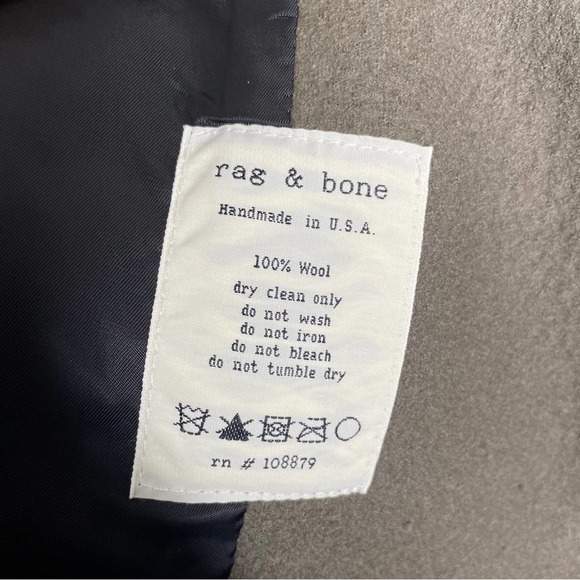 rag & bone
Handmade in U.S.A.
100% Wool
dry clean only
do not wash
do not iron
do not bleach
do not tumble dry
rn # 108879